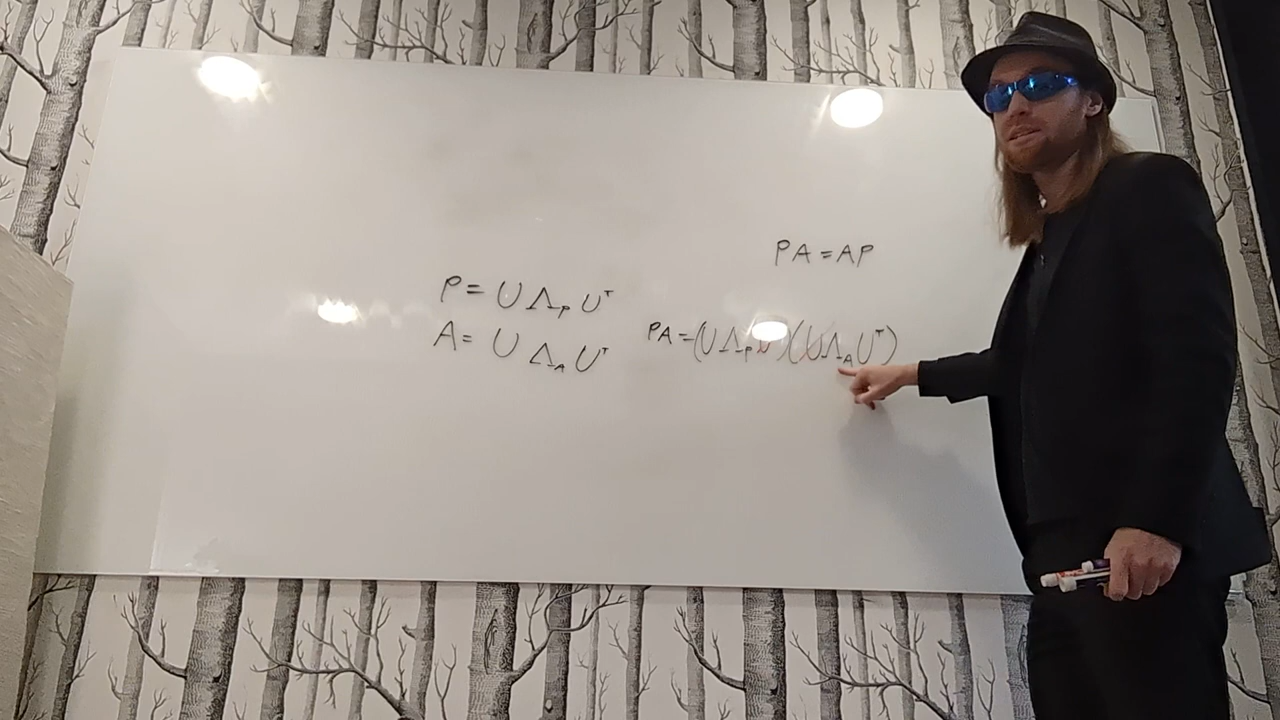 PA = AP
P = U Λ_P U^T
A = U Λ_A U^T
PA = (U Λ_P )(U Λ_A U^T)